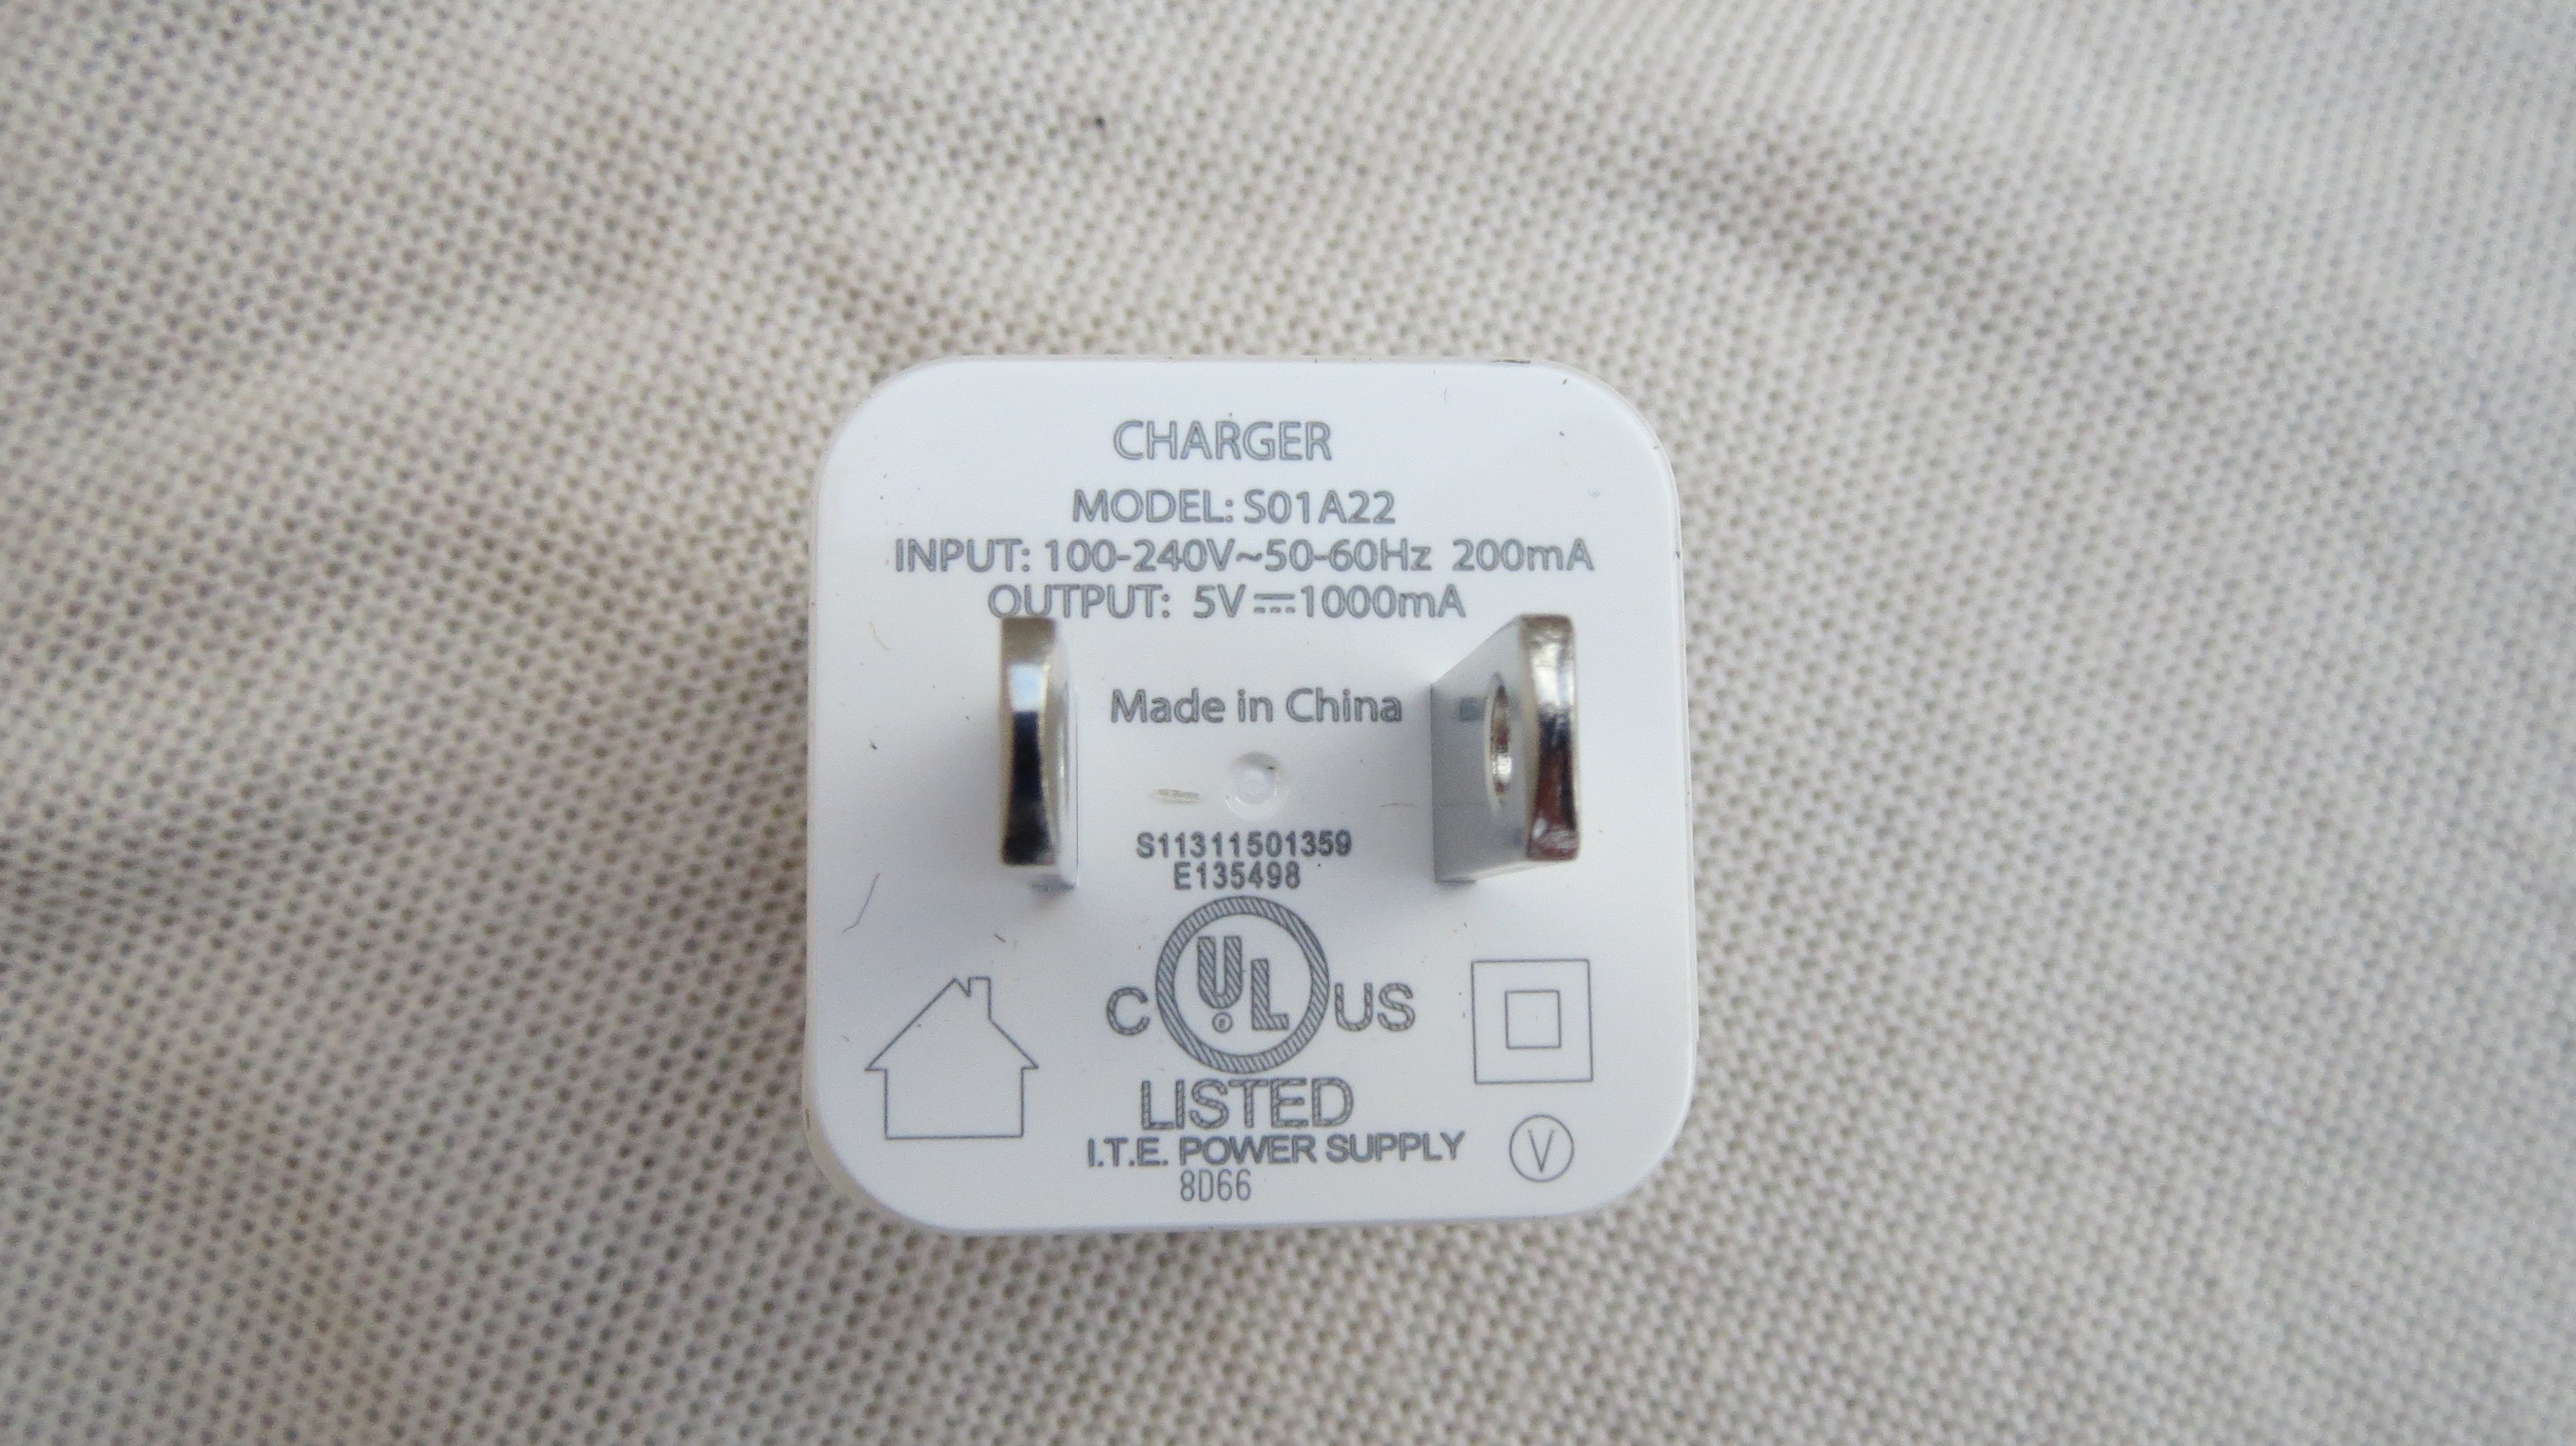 CHARGER
MODEL: S01A22
INPUT: 100-240V~50-60Hz 200mA
OUTPUT: 5V⎓1000mA
Made in China
S11311501359
E135498
C UL US
LISTED
I.T.E. POWER SUPPLY
V
8D66